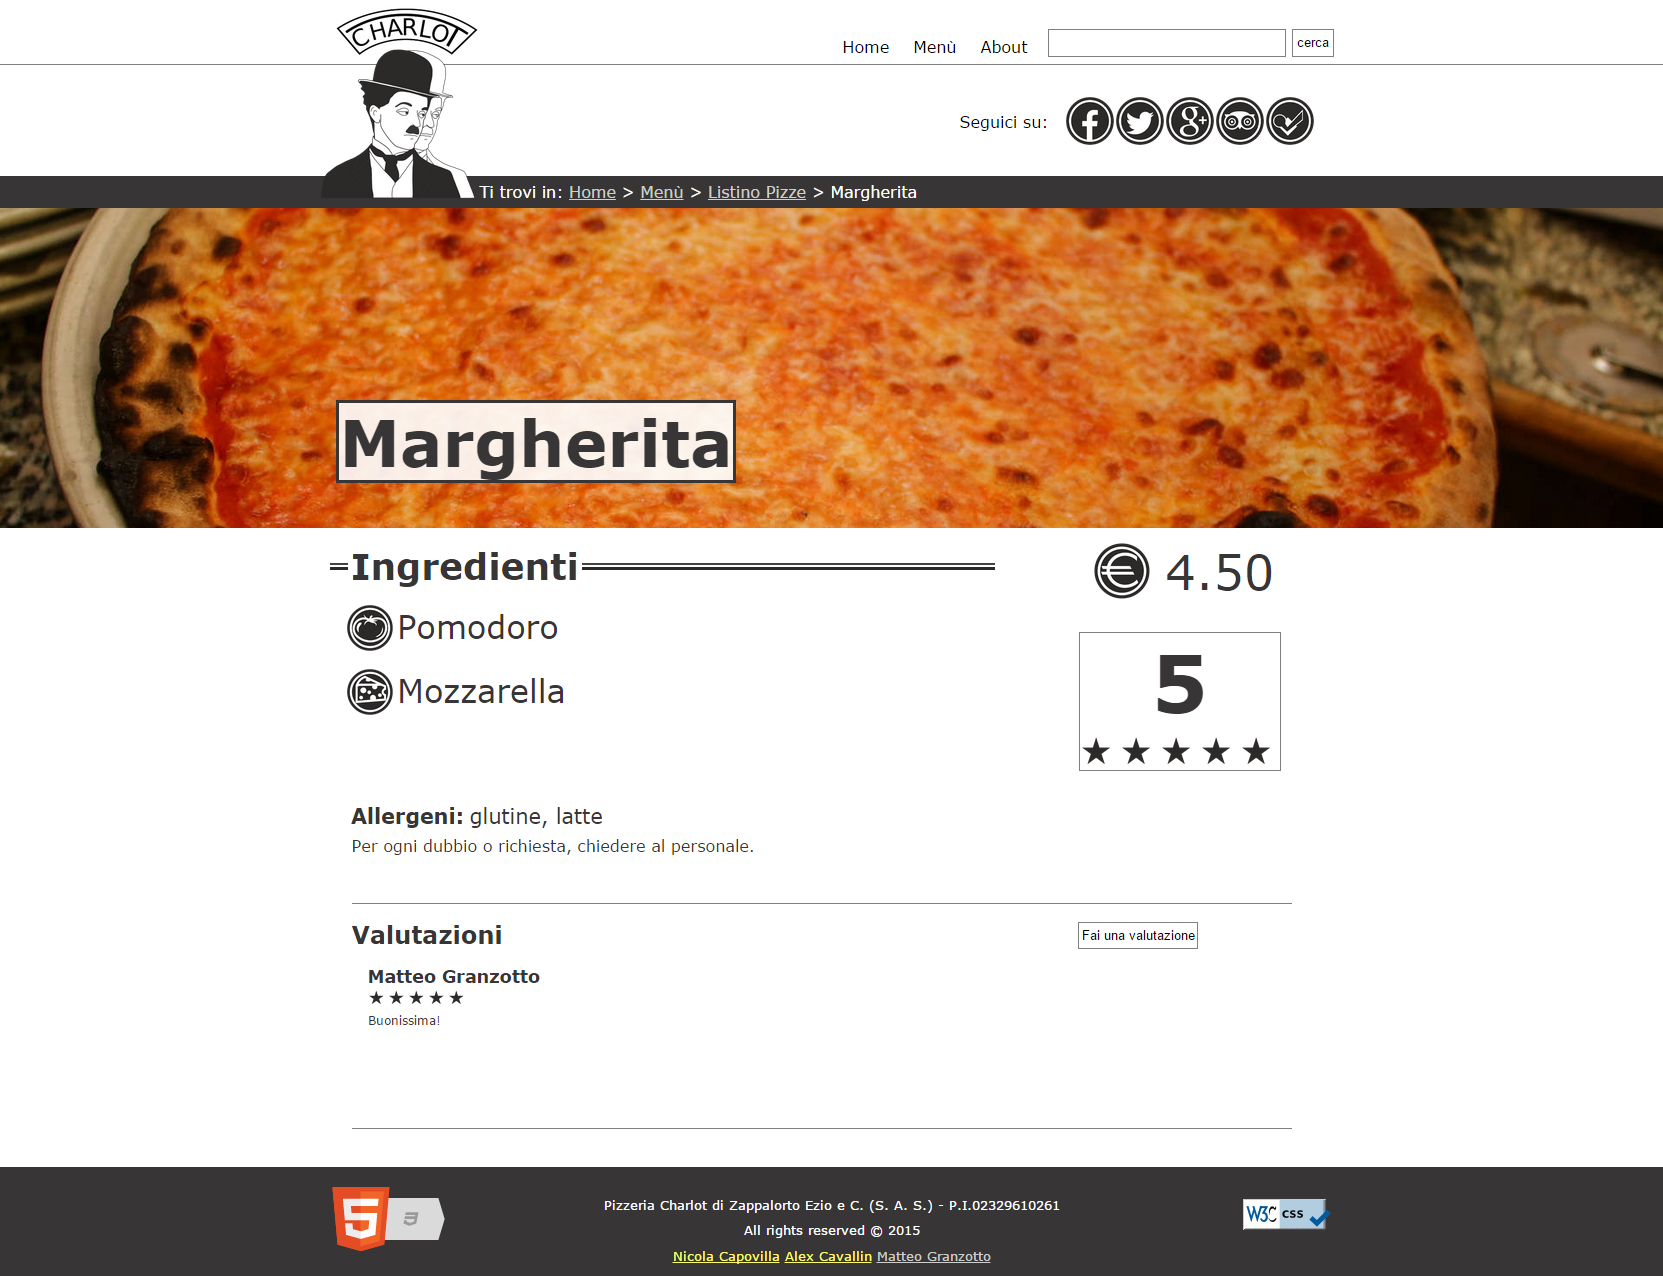 CHARLOT
Home Menù About cerca
Seguici su:
Ti trovi in: Home > Menù > Listino Pizze > Margherita
Margherita
Ingredienti
€ 4.50
Pomodoro
Mozzarella
5
★ ★ ★ ★ ★
Allergeni: glutine, latte
Per ogni dubbio o richiesta, chiedere al personale.
Valutazioni
Fai una valutazione
Matteo Granzotto
★ ★ ★ ★ ★
Buonissima!
Pizzeria Charlot di Zappalorto Ezio e C. (S. A. S.) - P.I.02329610261
All rights reserved © 2015
Nicola Capovilla Alex Cavallin Matteo Granzotto
W3C css